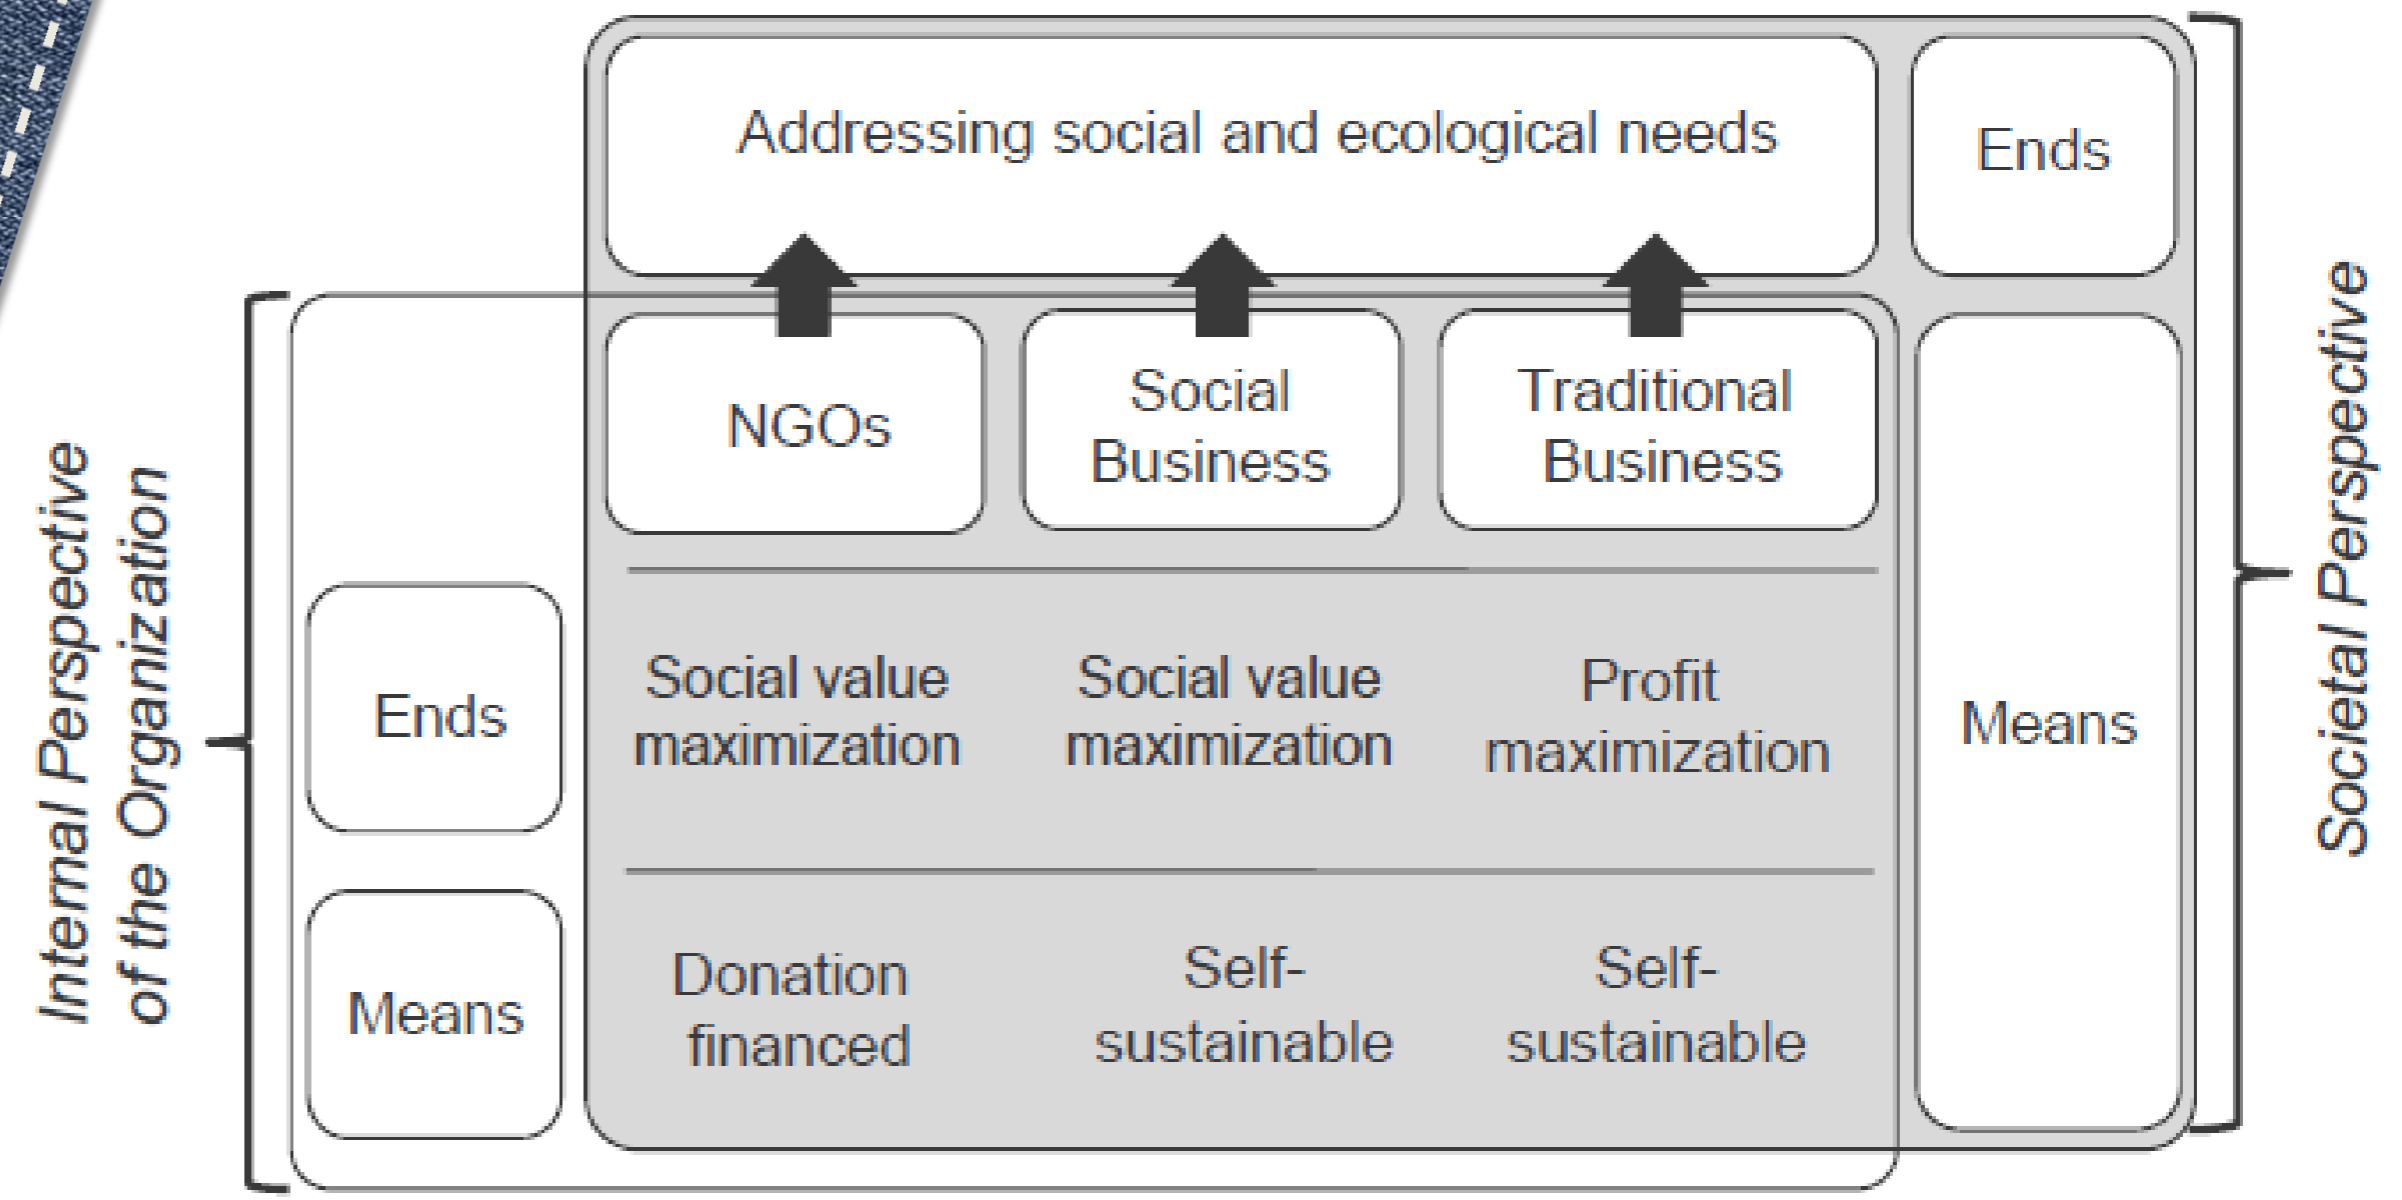 Addressing social and ecological needs
Ends
NGOs
Social
Business
Traditional
Business
Internal Perspective
of the Organization
Ends
Social value
maximization
Social value
maximization
Profit
maximization
Means
Societal Perspective
Means
Donation
financed
Self-
sustainable
Self-
sustainable